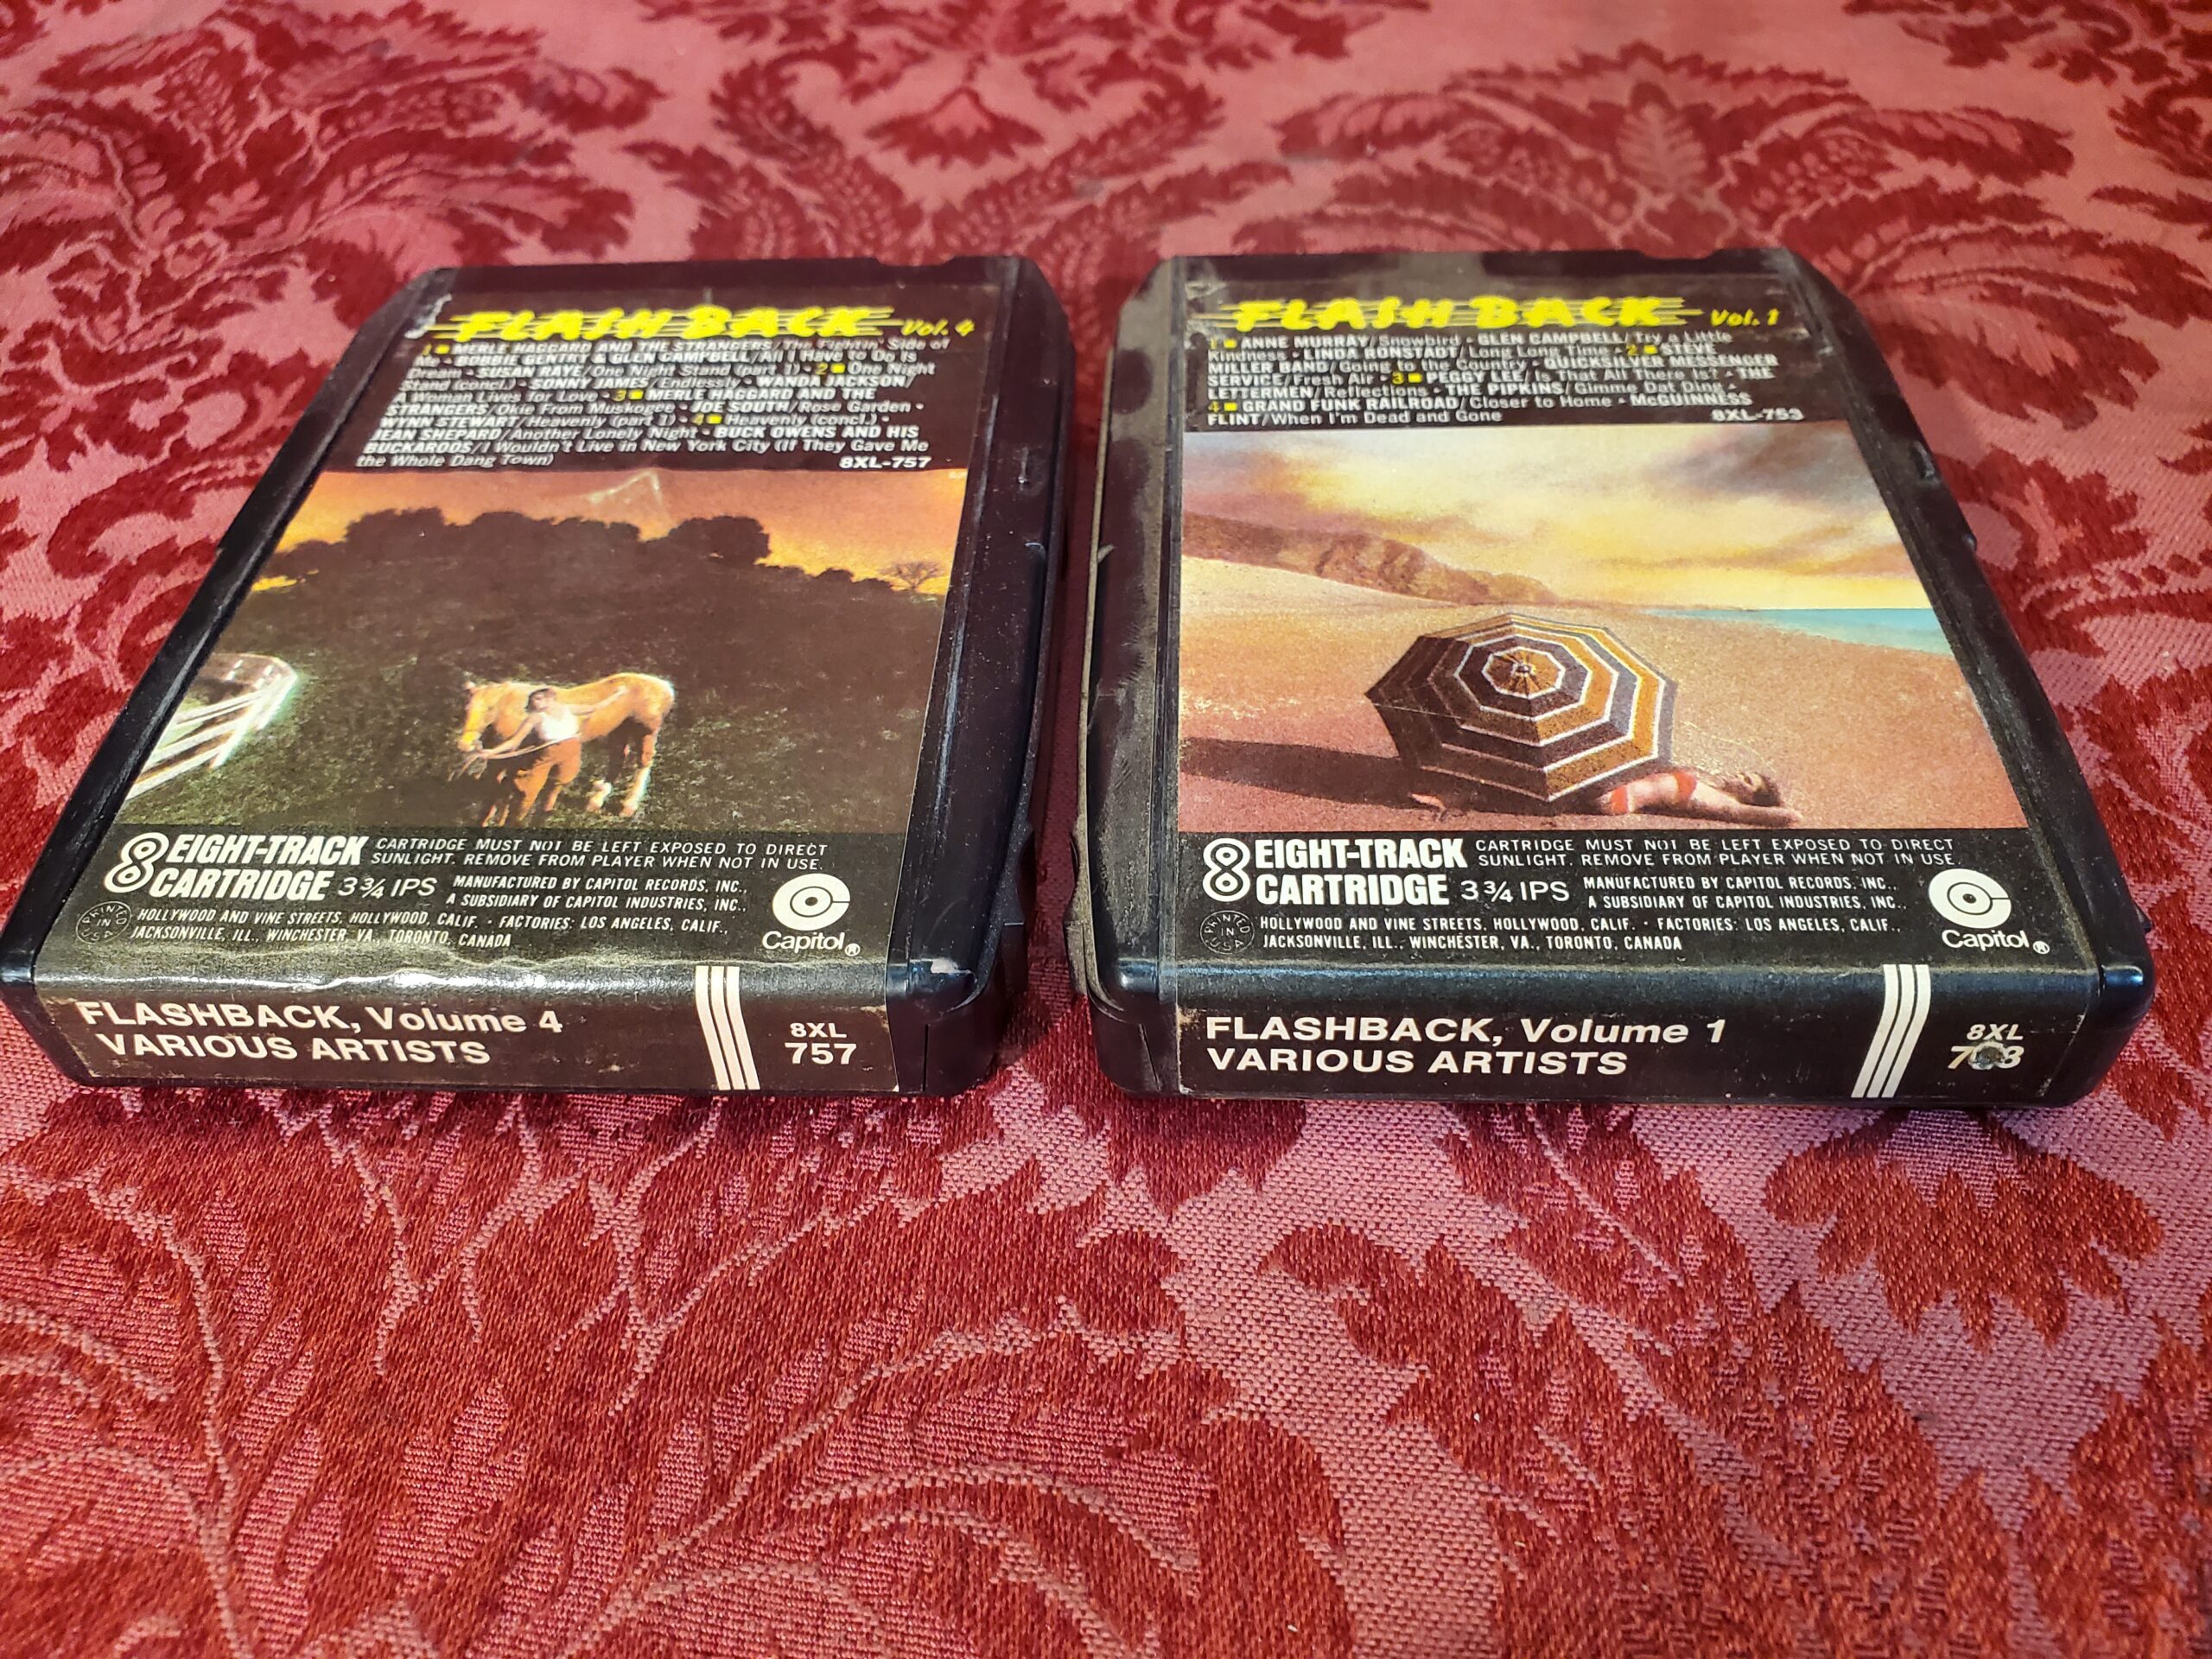 FLASHBACK Vol. 4
1 ■ MERLE HAGGARD AND THE STRANGERS/The Fightin' Side of
Me • BOBBIE GENTRY & GLEN CAMPBELL/All I Have to Do Is
Dream • SUSAN RAYE/One Night Stand (part 1) • 2 ■ One Night
Stand (concl.) • SONNY JAMES/Endlessly • WANDA JACKSON/
A Woman Lives for Love • 3 ■ MERLE HAGGARD AND THE
STRANGERS/Okie From Muskogee • JOE SOUTH/Rose Garden •
WYNN STEWART/Heavenly (part 1) • 4 ■ Heavenly (concl.) •
JEAN SHEPARD/Another Lonely Night • BUCK OWENS AND HIS
BUCKAROOS/I Wouldn't Live in New York City (If They Gave Me
the Whole Dang Town) 8XL-757
8 EIGHT-TRACK
CARTRIDGE 3 ¾ IPS
CARTRIDGE MUST NOT BE LEFT EXPOSED TO DIRECT
SUNLIGHT. REMOVE FROM PLAYER WHEN NOT IN USE.
MANUFACTURED BY CAPITOL RECORDS, INC.,
A SUBSIDIARY OF CAPITOL INDUSTRIES, INC.,
PRINTED IN U.S.A.
HOLLYWOOD AND VINE STREETS, HOLLYWOOD, CALIF. • FACTORIES: LOS ANGELES, CALIF.,
JACKSONVILLE, ILL., WINCHESTER, VA., TORONTO, CANADA
Capitol®
FLASHBACK, Volume 4
VARIOUS ARTISTS
8XL
757
FLASHBACK Vol. 1
1 ■ ANNE MURRAY/Snowbird • GLEN CAMPBELL/Try a Little
Kindness • LINDA RONSTADT/Long Long Time • 2 ■ STEVE
MILLER BAND/Going to the Country • QUICKSILVER MESSENGER
SERVICE/Fresh Air • 3 ■ PEGGY LEE/Is That All There Is? • THE
LETTERMEN/Reflections • THE PIPKINS/Gimme Dat Ding •
4 ■ GRAND FUNK RAILROAD/Closer to Home • McGUINNESS
FLINT/When I'm Dead and Gone 8XL-753
8 EIGHT-TRACK
CARTRIDGE 3 ¾ IPS
CARTRIDGE MUST NOT BE LEFT EXPOSED TO DIRECT
SUNLIGHT. REMOVE FROM PLAYER WHEN NOT IN USE.
MANUFACTURED BY CAPITOL RECORDS, INC.,
A SUBSIDIARY OF CAPITOL INDUSTRIES, INC.,
PRINTED IN U.S.A.
HOLLYWOOD AND VINE STREETS, HOLLYWOOD, CALIF. • FACTORIES: LOS ANGELES, CALIF.,
JACKSONVILLE, ILL., WINCHESTER, VA., TORONTO, CANADA
Capitol®
FLASHBACK, Volume 1
VARIOUS ARTISTS
8XL